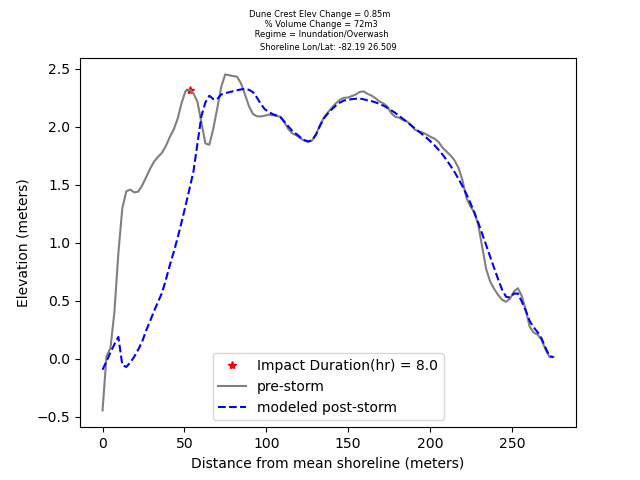 Dune Crest Elev Change = 0.85m
% Volume Change = 72m3
Regime = Inundation/Overwash
Shoreline Lon/Lat: -82.19 26.509
2.5
2.0
1.5
1.0
0.5
0.0
−0.5
Elevation (meters)
Impact Duration(hr) = 8.0
pre-storm
modeled post-storm
0 50 100 150 200 250
Distance from mean shoreline (meters)